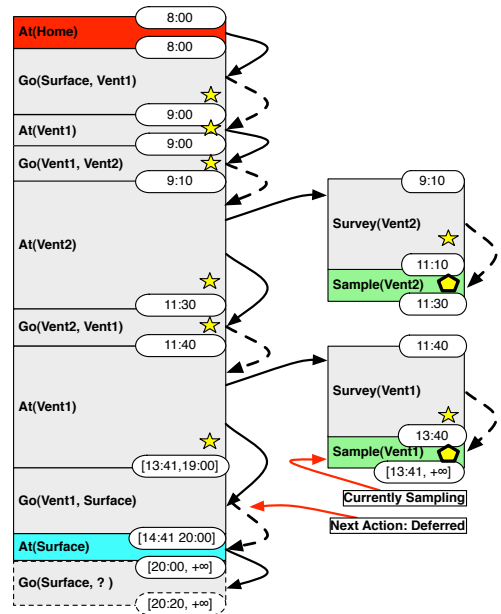 8:00
At(Home)
8:00
Go(Surface, Vent1)
9:00
At(Vent1)
9:00
Go(Vent1, Vent2)
9:10
At(Vent2)
11:30
Go(Vent2, Vent1)
11:40
At(Vent1)
[13:41,19:00]
Go(Vent1, Surface)
[14:41 20:00]
At(Surface)
[20:00, +∞]
Go(Surface, ? )
[20:20, +∞]
9:10
Survey(Vent2)
11:10
Sample(Vent2)
11:30
11:40
Survey(Vent1)
13:40
Sample(Vent1)
[13:41, +∞]
Currently Sampling
Next Action: Deferred